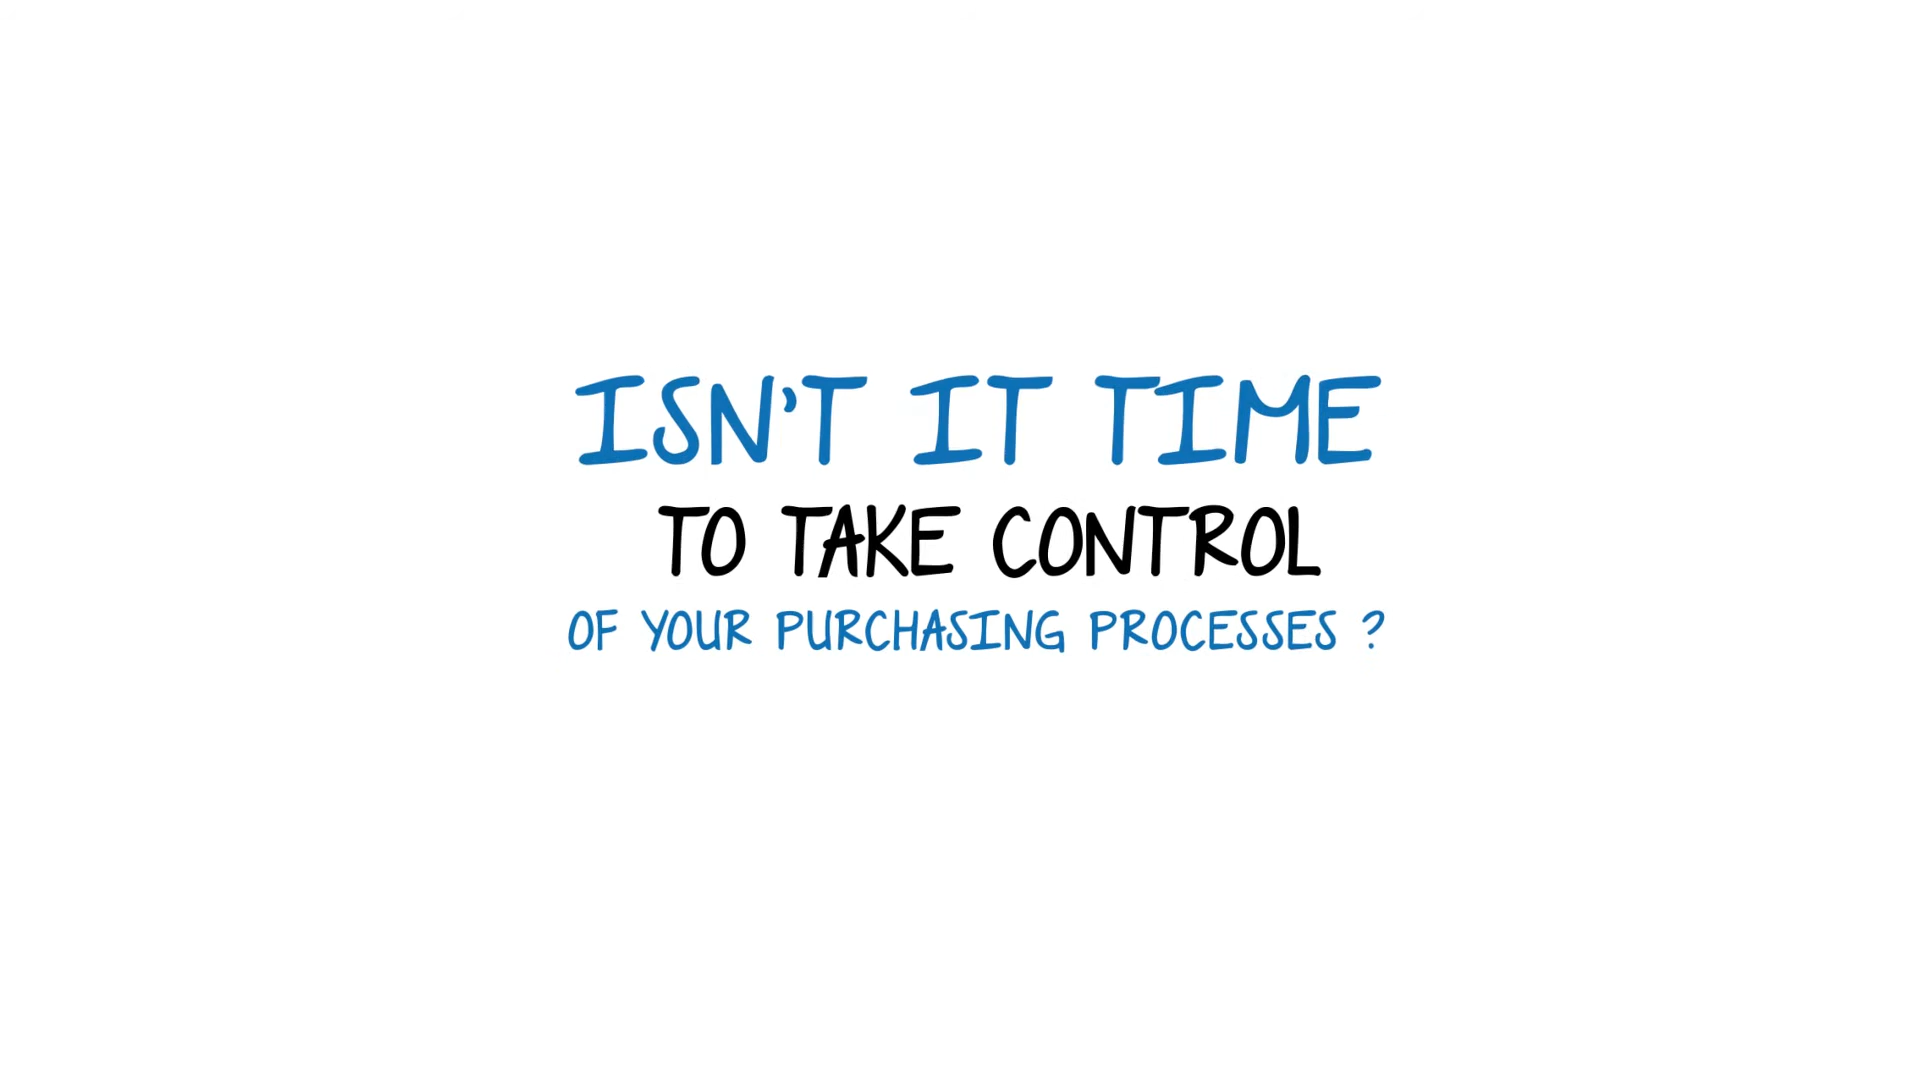 ISN'T IT TIME
TO TAKE CONTROL
OF YOUR PURCHASING PROCESSES ?